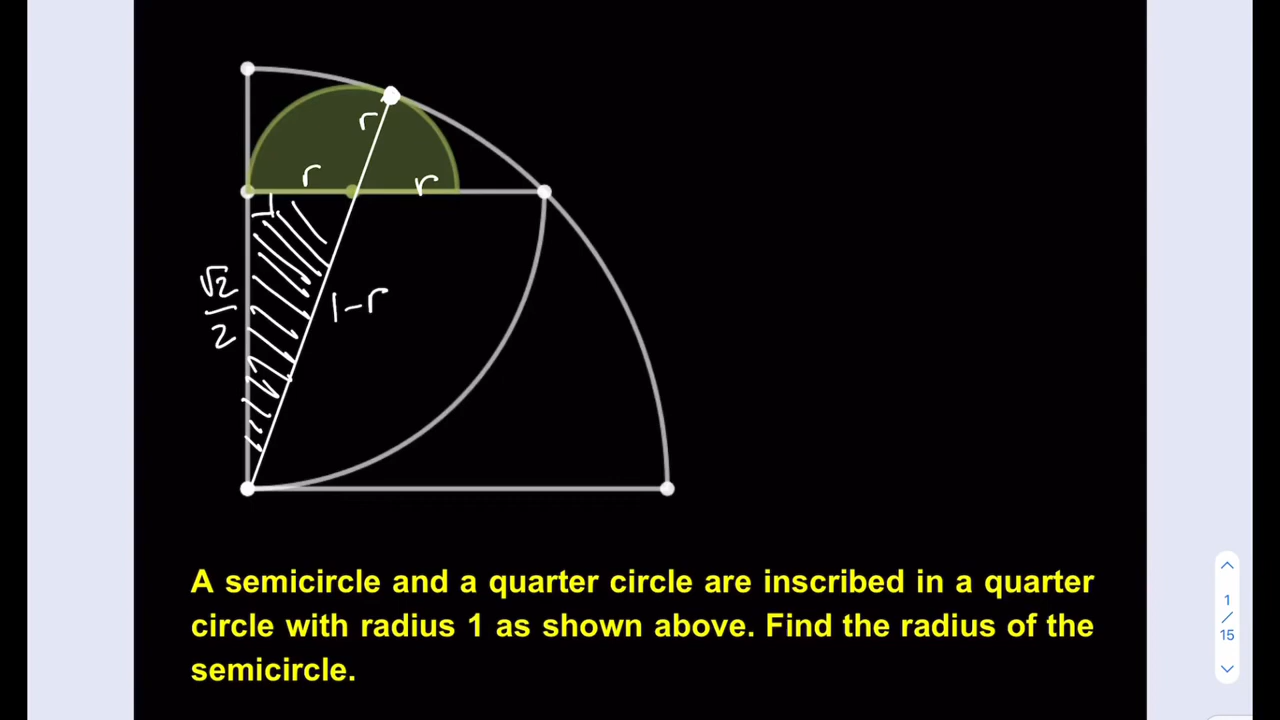 r
r
r
√2/2
1-r
A semicircle and a quarter circle are inscribed in a quarter
circle with radius 1 as shown above. Find the radius of the
semicircle.
1
/
15